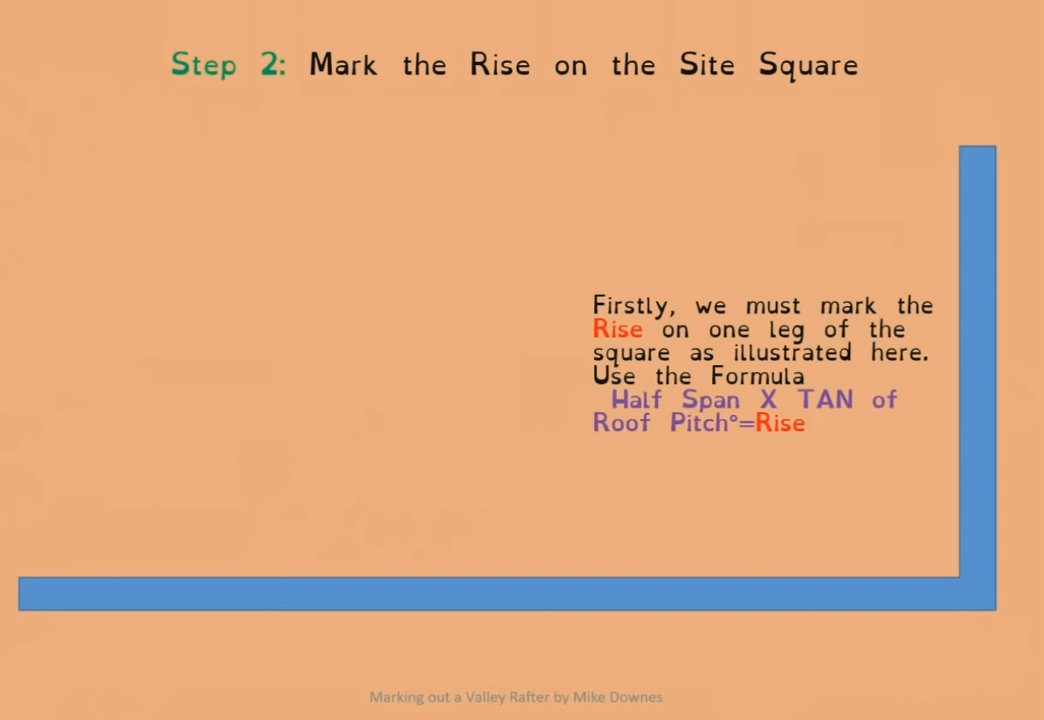 Step 2: Mark the Rise on the Site Square
Firstly, we must mark the
Rise on one leg of the
square as illustrated here.
Use the Formula
Half Span X TAN of
Roof Pitch°=Rise
Marking out a Valley Rafter by Mike Downes